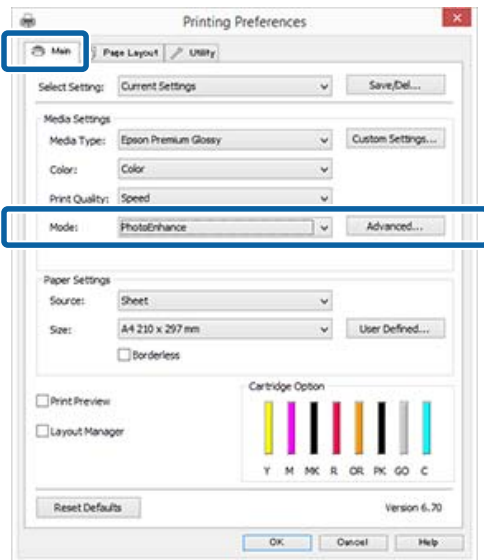 Printing Preferences
Main Page Layout Utility
Select Setting: Current Settings Save/Del...
Media Settings
Media Type: Epson Premium Glossy Custom Settings...
Color: Color
Print Quality: Speed
Mode: PhotoEnhance Advanced...
Paper Settings
Source: Sheet
Size: A4 210 x 297 mm User Defined...
Borderless
Cartridge Option
Print Preview
Layout Manager
Y M MK R OR PK GO C
Reset Defaults Version 6.70
OK Cancel Help